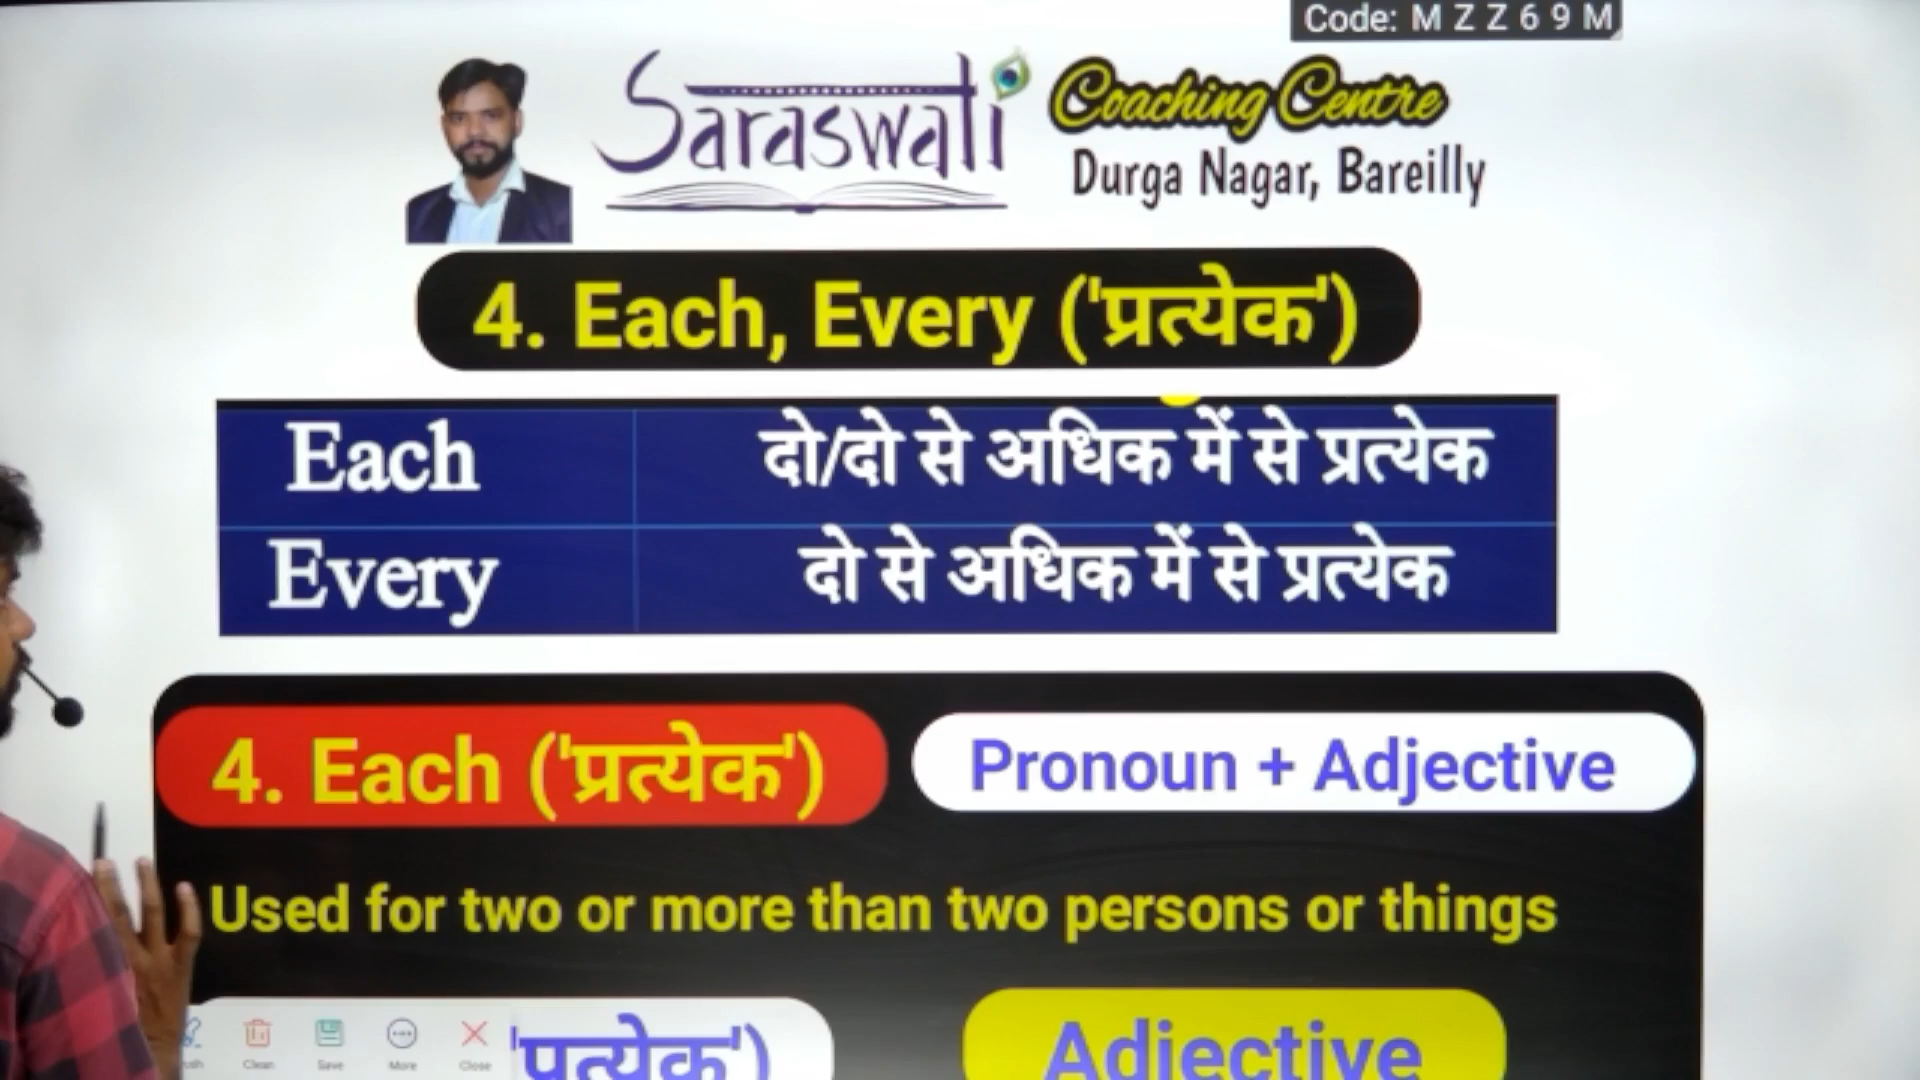 Code: M Z Z 6 9 M
Saraswati Coaching Centre
Durga Nagar, Bareilly
4. Each, Every ('प्रत्येक')
Each दो/दो से अधिक में से प्रत्येक
Every दो से अधिक में से प्रत्येक
4. Each ('प्रत्येक') Pronoun + Adjective
Used for two or more than two persons or things
'प्रत्येक') Adjective
Clean Save More Close